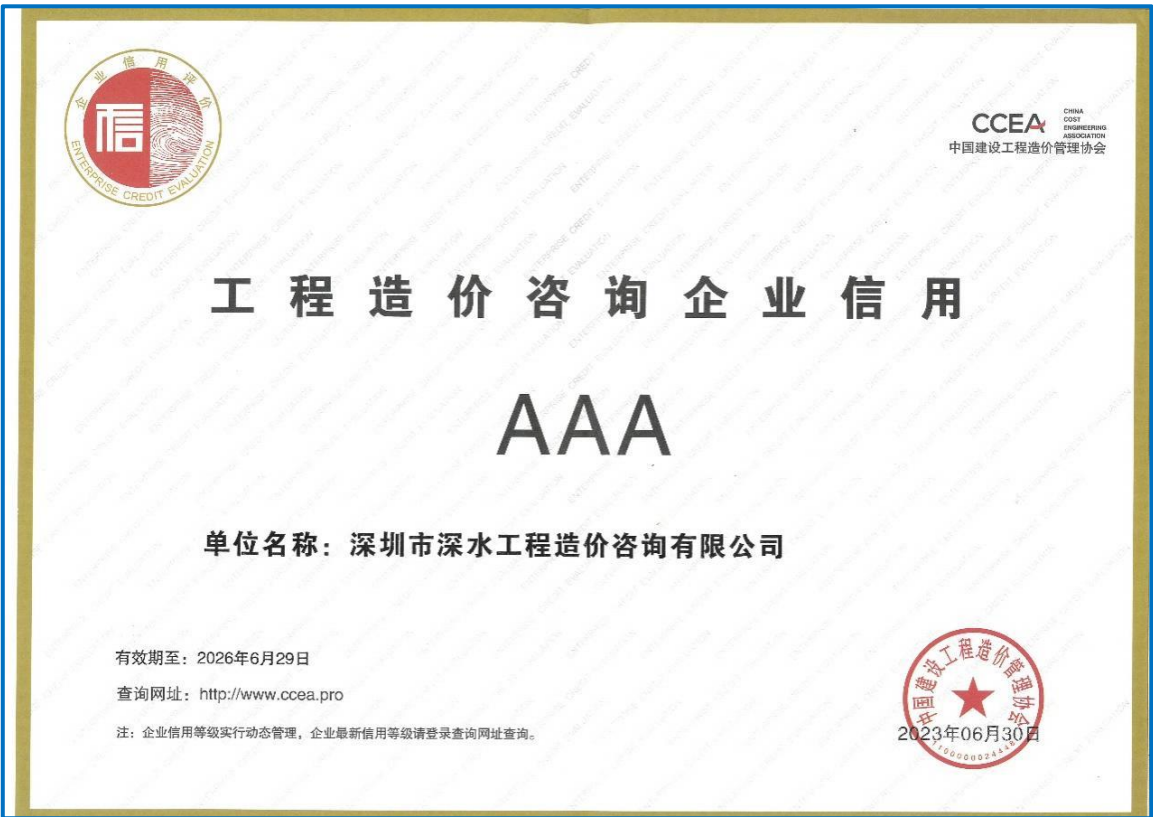 企业信用评价
信
ENTERPRISE CREDIT EVALUATION
CCEA
CHINA
COST
ENGINEERING
ASSOCIATION
中国建设工程造价管理协会
工程造价咨询企业信用
AAA
单位名称：深圳市深水工程造价咨询有限公司
有效期至：2026年6月29日
查询网址：http://www.ccea.pro
注：企业信用等级实行动态管理，企业最新信用等级请登录查询网址查询。
中国建设工程造价管理协会
2023年06月30日